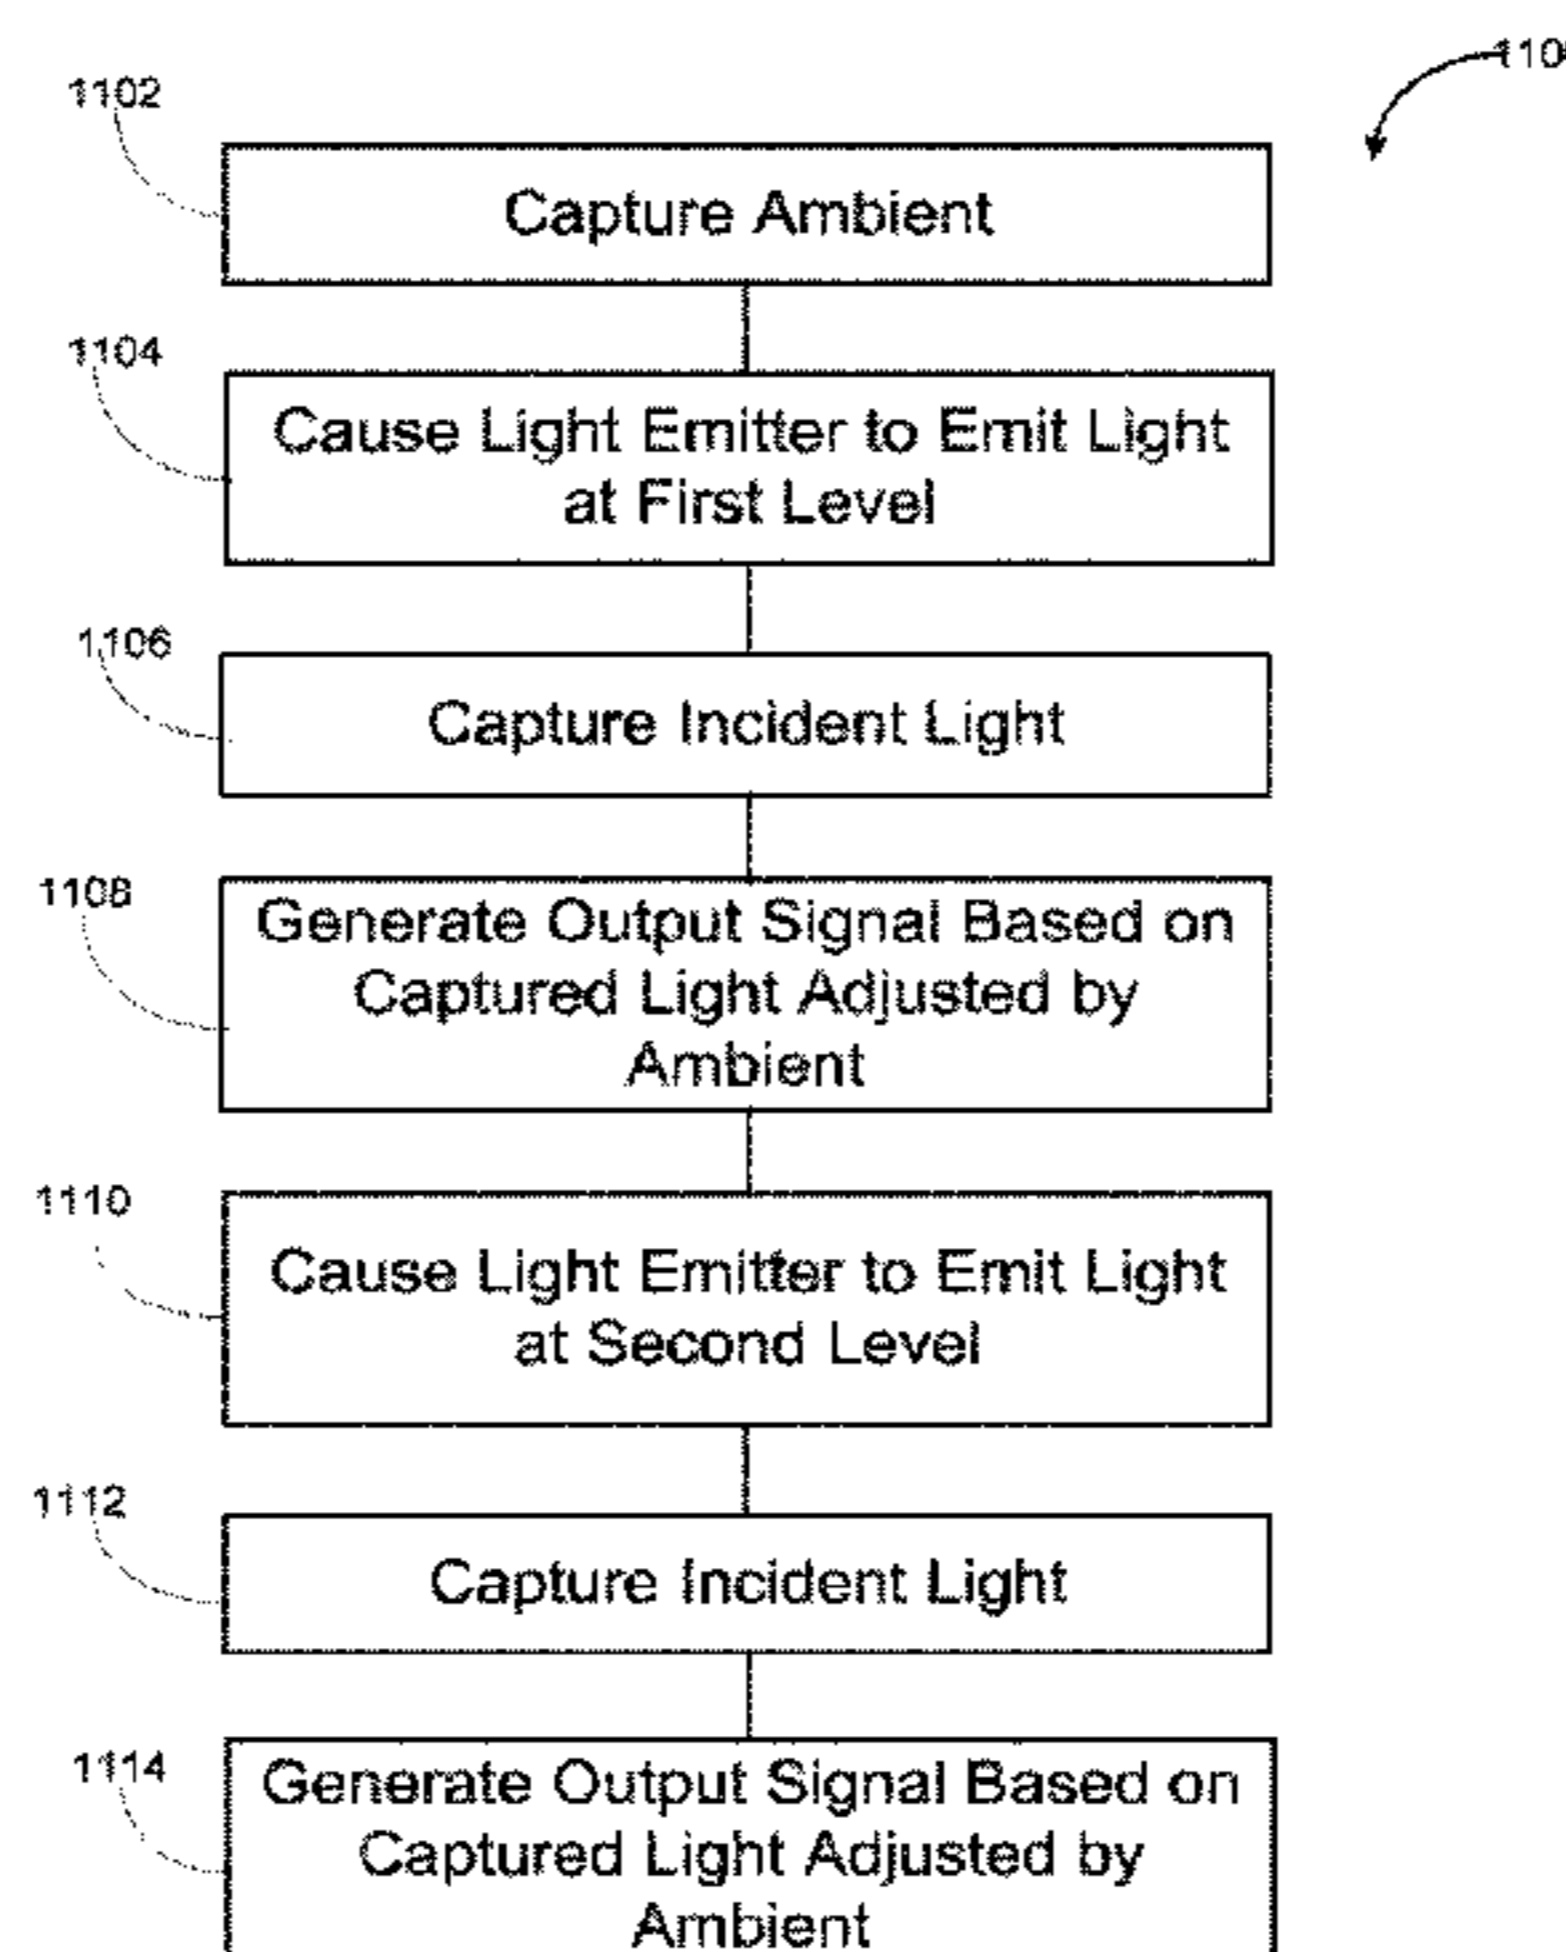 1102
Capture Ambient
1104
Cause Light Emitter to Emit Light
at First Level
1106
Capture Incident Light
1108
Generate Output Signal Based on
Captured Light Adjusted by
Ambient
1110
Cause Light Emitter to Emit Light
at Second Level
1112
Capture Incident Light
1114
Generate Output Signal Based on
Captured Light Adjusted by
Ambient